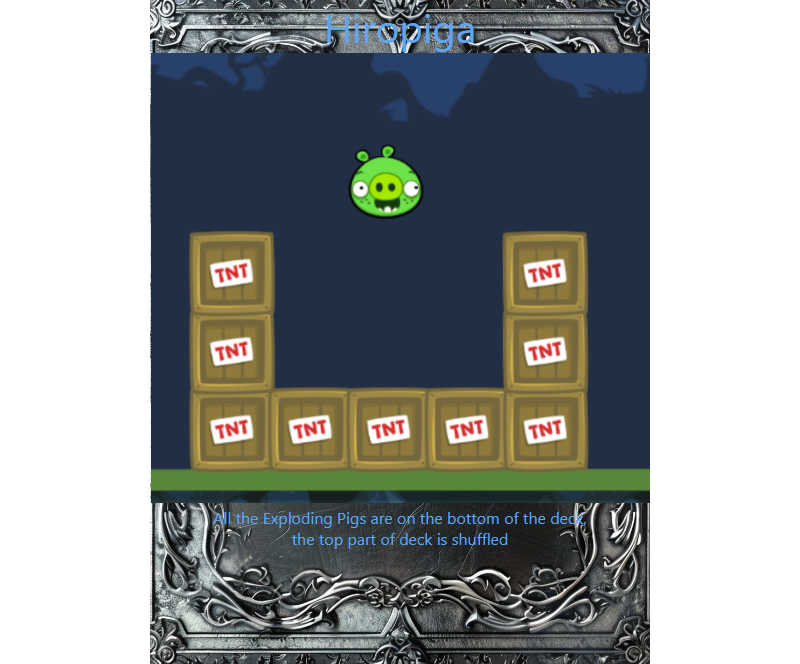 Hiropiga
TNT TNT
TNT TNT
TNT TNT TNT TNT TNT
All the Exploding Pigs are on the bottom of the deck,
the top part of deck is shuffled